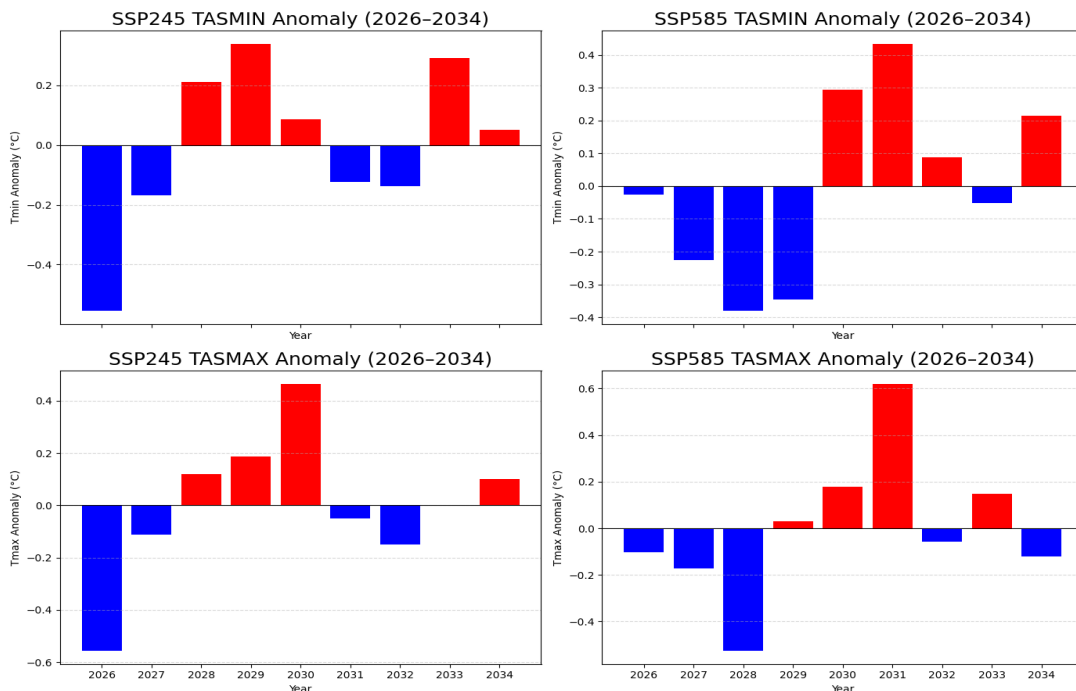 SSP245 TASMIN Anomaly (2026–2034)
Tmin Anomaly (°C)
0.2
0.0
−0.2
−0.4
Year
SSP585 TASMIN Anomaly (2026–2034)
Tmin Anomaly (°C)
0.4
0.3
0.2
0.1
0.0
−0.1
−0.2
−0.3
−0.4
Year
SSP245 TASMAX Anomaly (2026–2034)
Tmax Anomaly (°C)
0.4
0.2
0.0
−0.2
−0.4
−0.6
2026 2027 2028 2029 2030 2031 2032 2033 2034
Year
SSP585 TASMAX Anomaly (2026–2034)
Tmax Anomaly (°C)
0.6
0.4
0.2
0.0
−0.2
−0.4
2026 2027 2028 2029 2030 2031 2032 2033 2034
Year